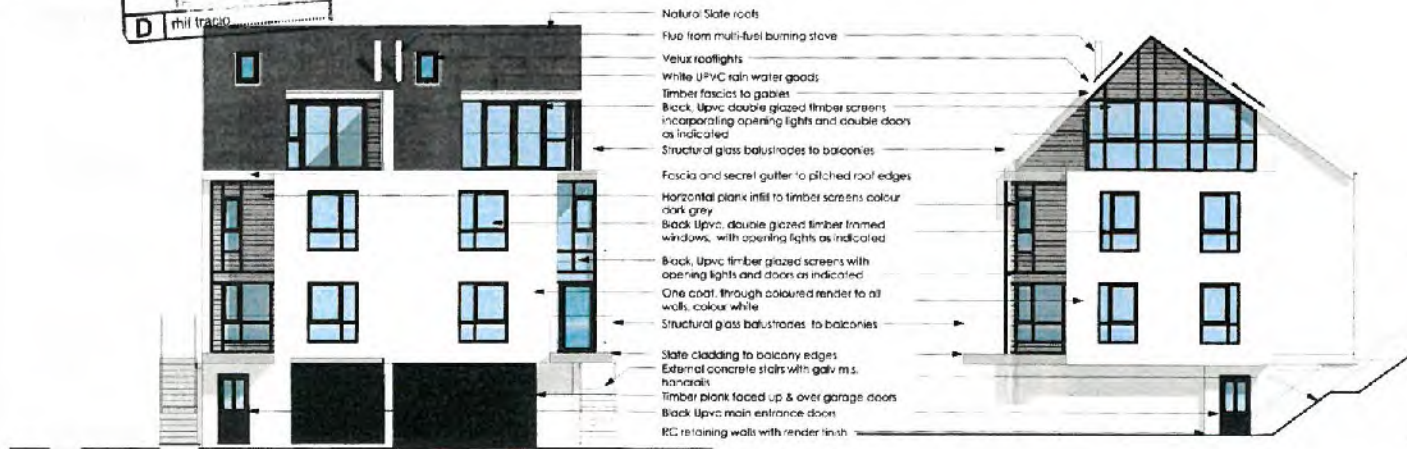 D rhif
Natural Slate roofs
Flue from multi-fuel burning stove
Velux rooflights
White UPVC rain water goods
Timber fascias to gables
Black, Upvc double glazed timber screens
incorporating opening lights and double doors
as indicated
Structural glass balustrades to balconies
Fascia and secret gutter to pitched roof edges
Horizontal plank infill to timber screens colour
dark grey
Black Upvc, double glazed timber framed
windows, with opening lights as indicated
Black, Upvc timber glazed screens with
opening lights and doors as indicated
One coat, through coloured render to all
walls, colour white
Structural glass balustrades to balconies
Slate cladding to balcony edges
External concrete stairs with galv m.s.
handrails
Timber plank faced up & over garage doors
Black Upvc main entrance doors
RC retaining walls with render finish